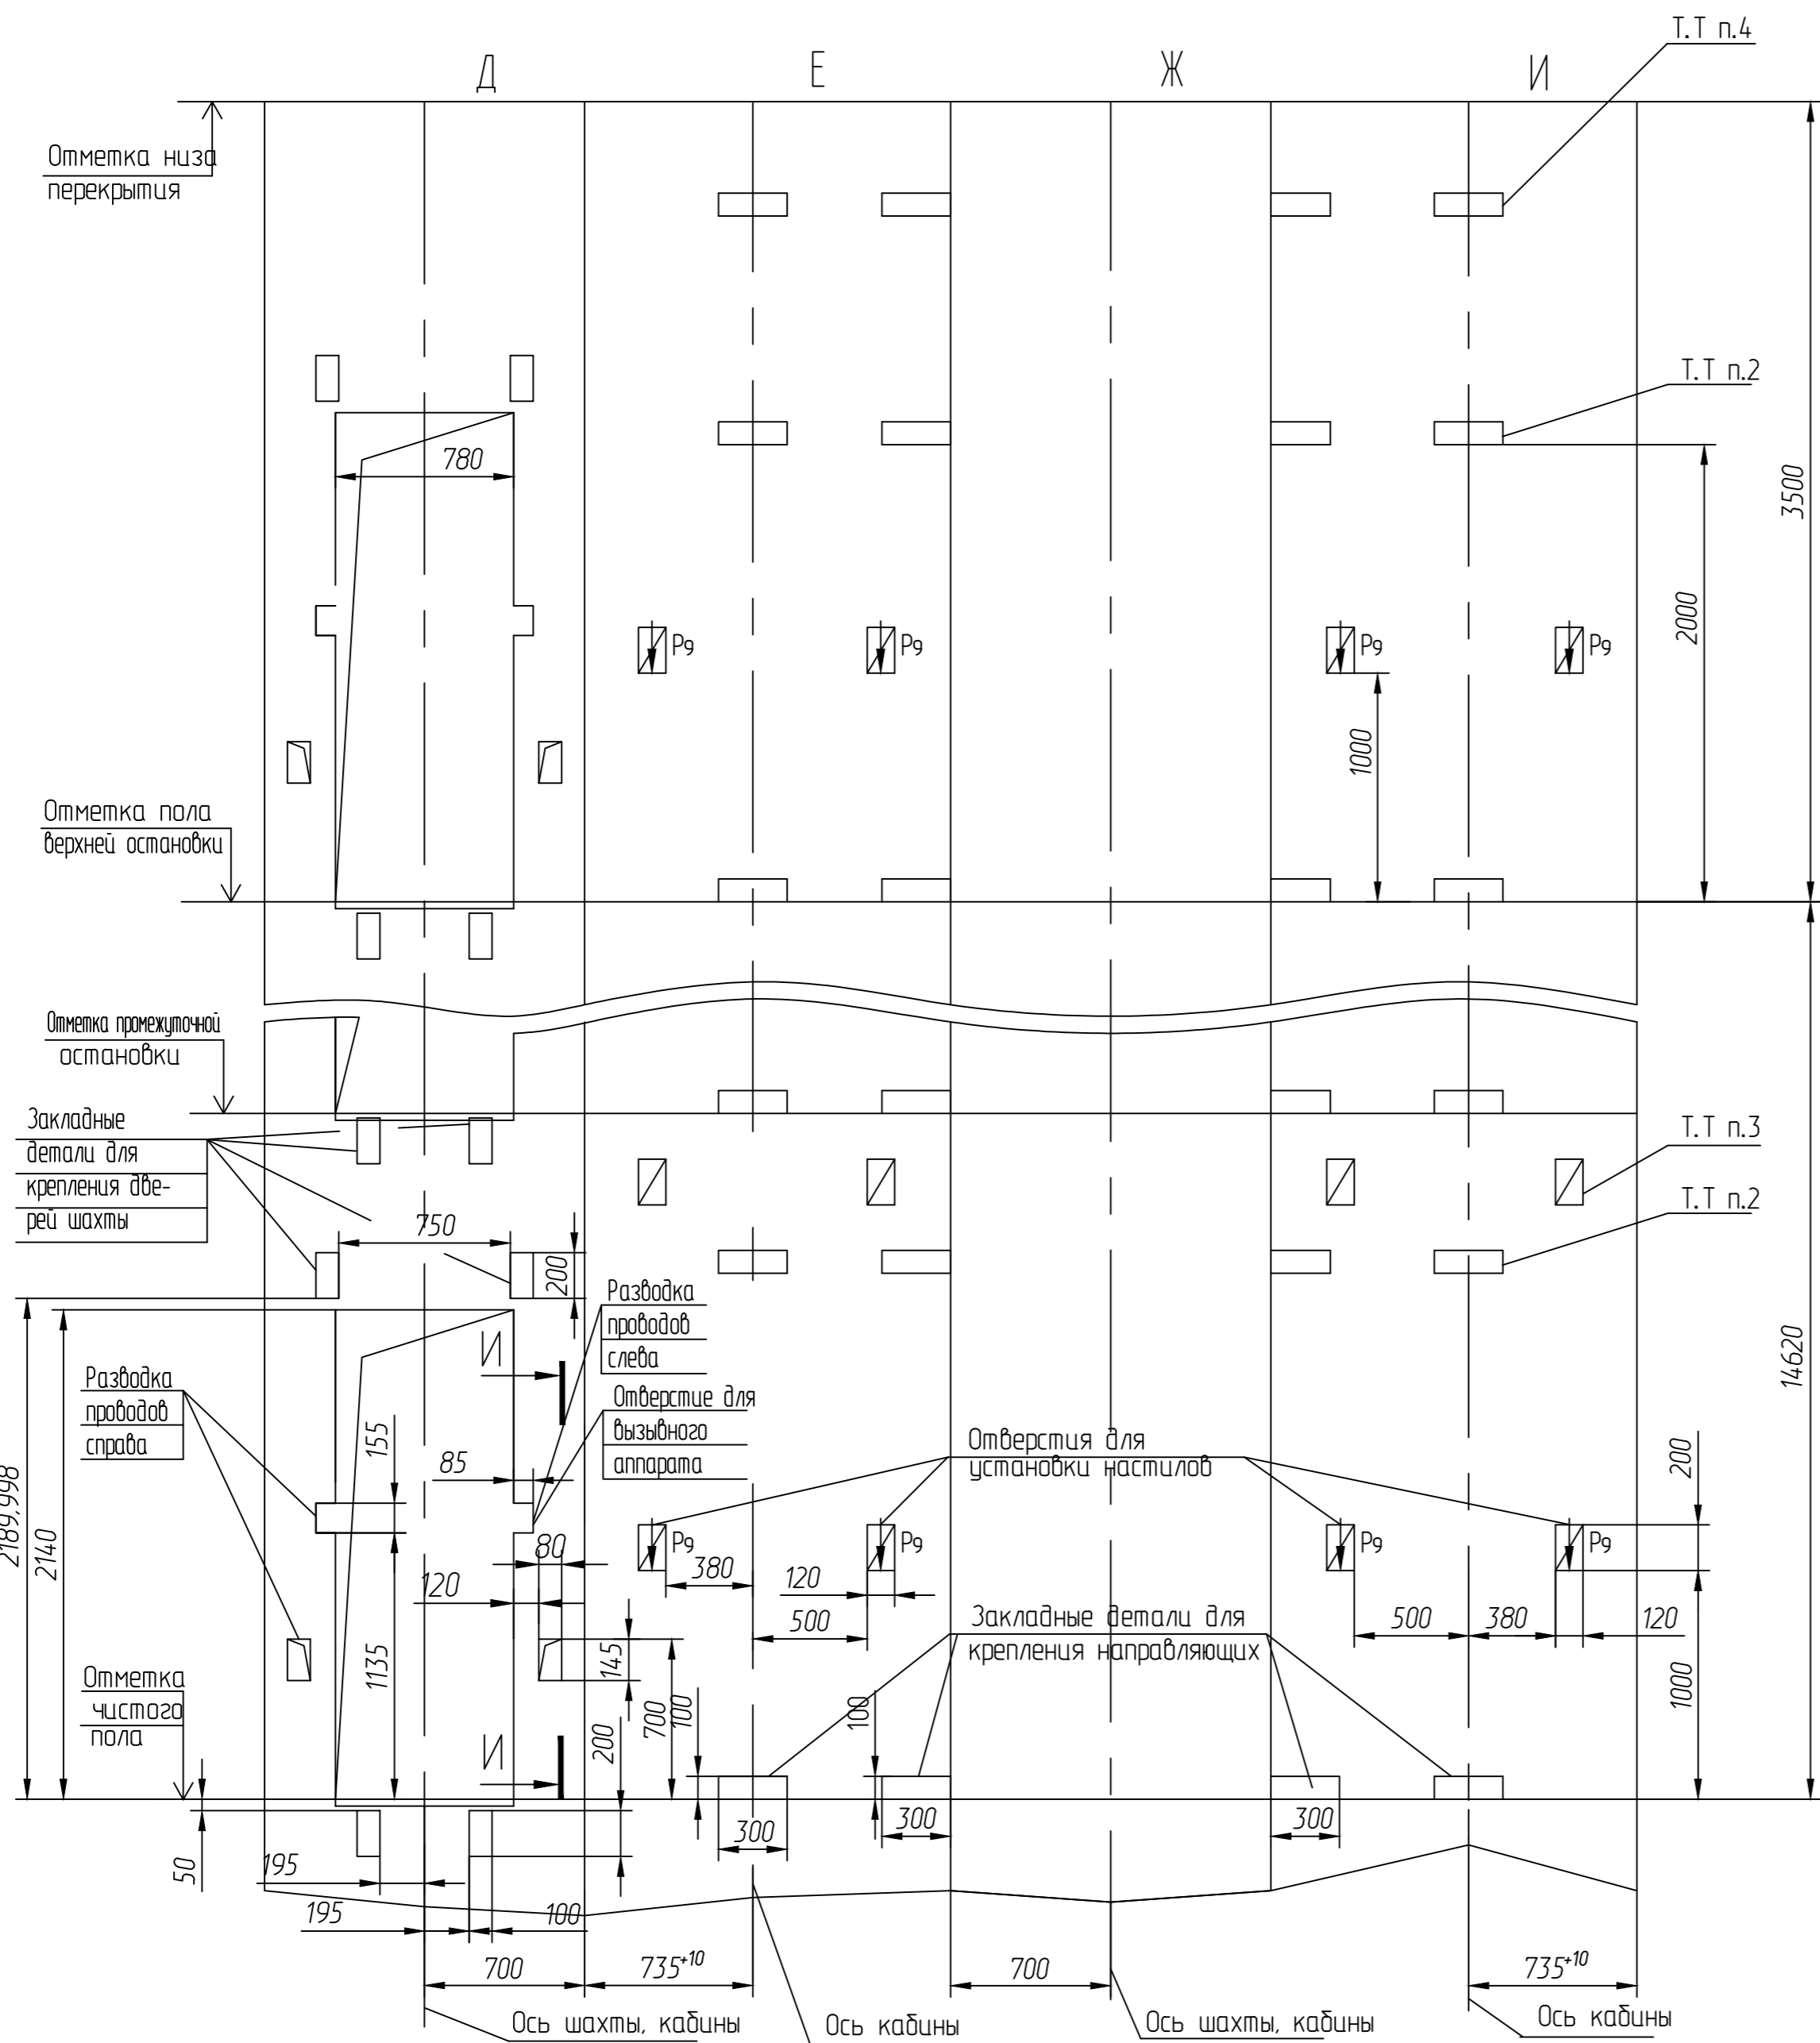 Т.Т п.4
Д
Е
Ж
И
Отметка низа
перекрытия
Т.Т п.2
780
3500
2000
Р9
Р9
Р9
Р9
1000
Отметка пола
верхней остановки
Отметка промежуточной
остановки
Закладные
детали для
крепления две-
рей шахты
Т.Т п.3
Т.Т п.2
750
200
Разводка
проводов
слева
И
14620
Разводка
проводов
справа
Отверстие для
вызывного
аппарата
155
85
Отверстия для
установки настилов
200
2189,998
2140
80
Р9
Р9
Р9
Р9
120
380
120
500
500
380
120
Закладные детали для
крепления направляющих
1135
145
700
1000
Отметка
чистого
пола
100
100
И
200
300
300
300
50
195
195
100
700
735+10
700
735+10
Ось шахты, кабины
Ось кабины
Ось шахты, кабины
Ось кабины